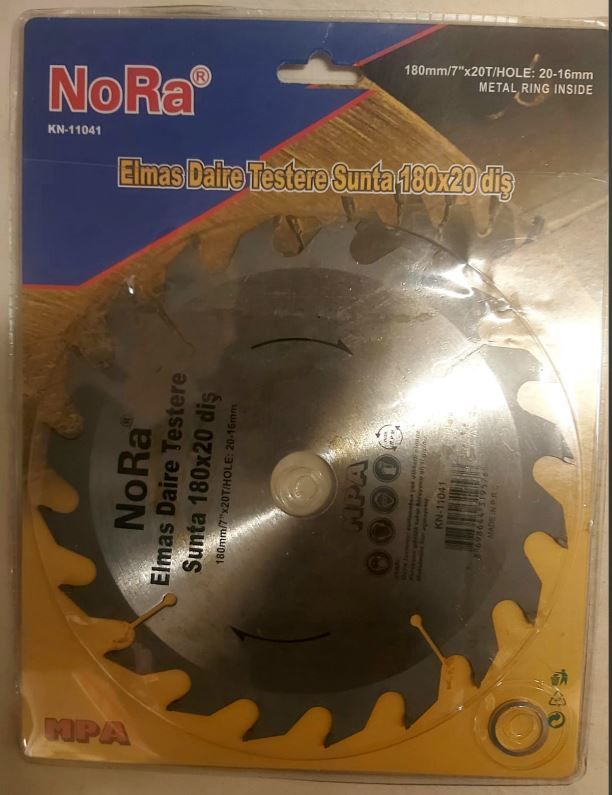 NoRa®
KN-11041
180mm/7"x20T/HOLE: 20-16mm
METAL RING INSIDE
Elmas Daire Testere Sunta 180x20 diş
NoRa®
Elmas Daire Testere
Sunta 180x20 diş
180mm/7"x20T/HOLE: 20-16mm
MPA
KN-11041
MADE IN P.R.C
MPA